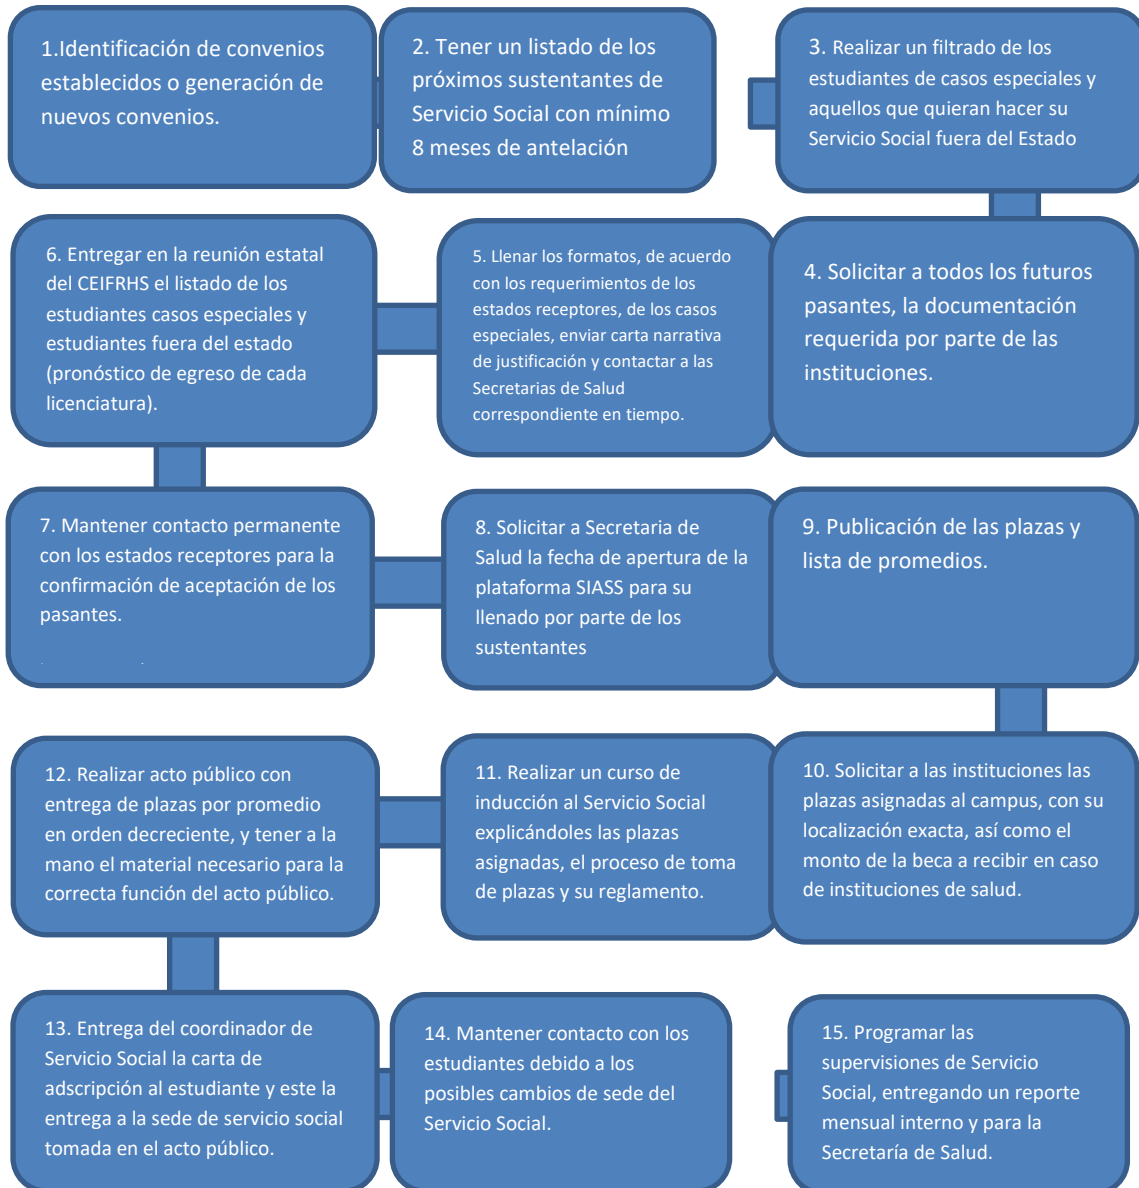 1.Identificación de convenios
establecidos o generación de
nuevos convenios.
2. Tener un listado de los
próximos sustentantes de
Servicio Social con mínimo
8 meses de antelación
3. Realizar un filtrado de los
estudiantes de casos especiales y
aquellos que quieran hacer su
Servicio Social fuera del Estado
4. Solicitar a todos los futuros
pasantes, la documentación
requerida por parte de las
instituciones.
5. Llenar los formatos, de acuerdo
con los requerimientos de los
estados receptores, de los casos
especiales, enviar carta narrativa
de justificación y contactar a las
Secretarias de Salud
correspondiente en tiempo.
6. Entregar en la reunión estatal
del CEIFRHS el listado de los
estudiantes casos especiales y
estudiantes fuera del estado
(pronóstico de egreso de cada
licenciatura).
7. Mantener contacto permanente
con los estados receptores para la
confirmación de aceptación de los
pasantes.
8. Solicitar a Secretaria de
Salud la fecha de apertura de la
plataforma SIASS para su
llenado por parte de los
sustentantes
9. Publicación de las plazas y
lista de promedios.
10. Solicitar a las instituciones las
plazas asignadas al campus, con su
localización exacta, así como el
monto de la beca a recibir en caso
de instituciones de salud.
11. Realizar un curso de
inducción al Servicio Social
explicándoles las plazas
asignadas, el proceso de toma
de plazas y su reglamento.
12. Realizar acto público con
entrega de plazas por promedio
en orden decreciente, y tener a la
mano el material necesario para la
correcta función del acto público.
13. Entrega del coordinador de
Servicio Social la carta de
adscripción al estudiante y este la
entrega a la sede de servicio social
tomada en el acto público.
14. Mantener contacto con los
estudiantes debido a los
posibles cambios de sede del
Servicio Social.
15. Programar las
supervisiones de Servicio
Social, entregando un reporte
mensual interno y para la
Secretaría de Salud.